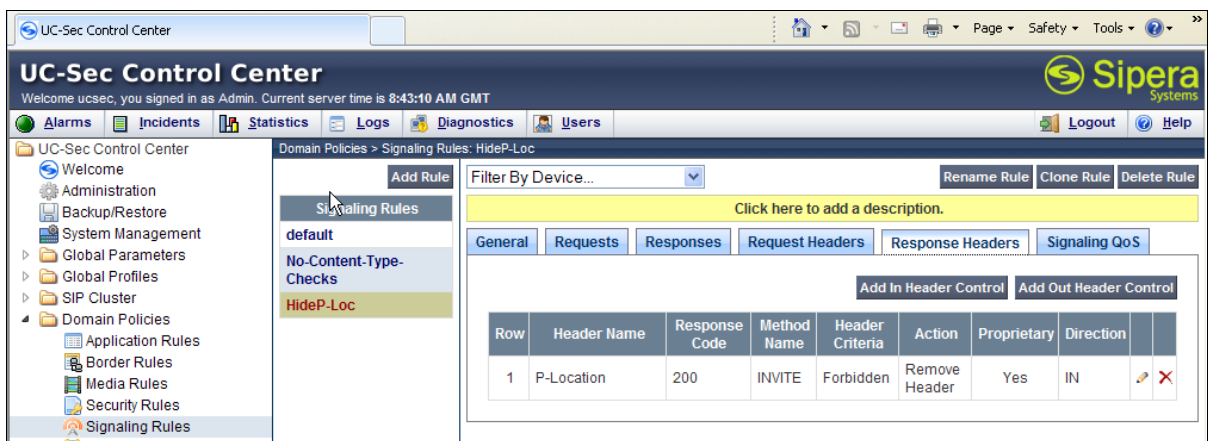 UC-Sec Control Center
Page Safety Tools »
UC-Sec Control Center
Sipera
Systems
Welcome ucsec, you signed in as Admin. Current server time is 8:43:10 AM GMT
Alarms Incidents Statistics Logs Diagnostics Users Logout Help
UC-Sec Control Center
Domain Policies > Signaling Rules: HideP-Loc
Welcome
Administration
Backup/Restore
System Management
Global Parameters
Global Profiles
SIP Cluster
Domain Policies
Application Rules
Border Rules
Media Rules
Security Rules
Signaling Rules
Add Rule
Signaling Rules
default
No-Content-Type-
Checks
HideP-Loc
Filter By Device...
Rename Rule Clone Rule Delete Rule
Click here to add a description.
General Requests Responses Request Headers Response Headers Signaling QoS
Add In Header Control Add Out Header Control
Row Header Name Response Code Method Name Header Criteria Action Proprietary Direction
1 P-Location 200 INVITE Forbidden Remove Header Yes IN